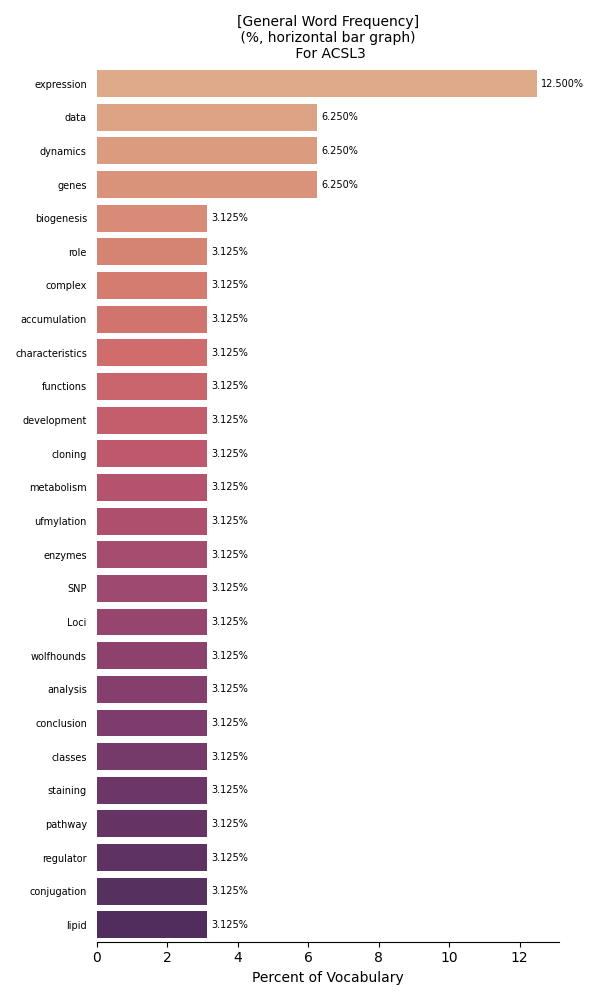 [General Word Frequency]
(%, horizontal bar graph)
For ACSL3
expression 12.500%
data 6.250%
dynamics 6.250%
genes 6.250%
biogenesis 3.125%
role 3.125%
complex 3.125%
accumulation 3.125%
characteristics 3.125%
functions 3.125%
development 3.125%
cloning 3.125%
metabolism 3.125%
ufmylation 3.125%
enzymes 3.125%
SNP 3.125%
Loci 3.125%
wolfhounds 3.125%
analysis 3.125%
conclusion 3.125%
classes 3.125%
staining 3.125%
pathway 3.125%
regulator 3.125%
conjugation 3.125%
lipid 3.125%
0 2 4 6 8 10 12
Percent of Vocabulary